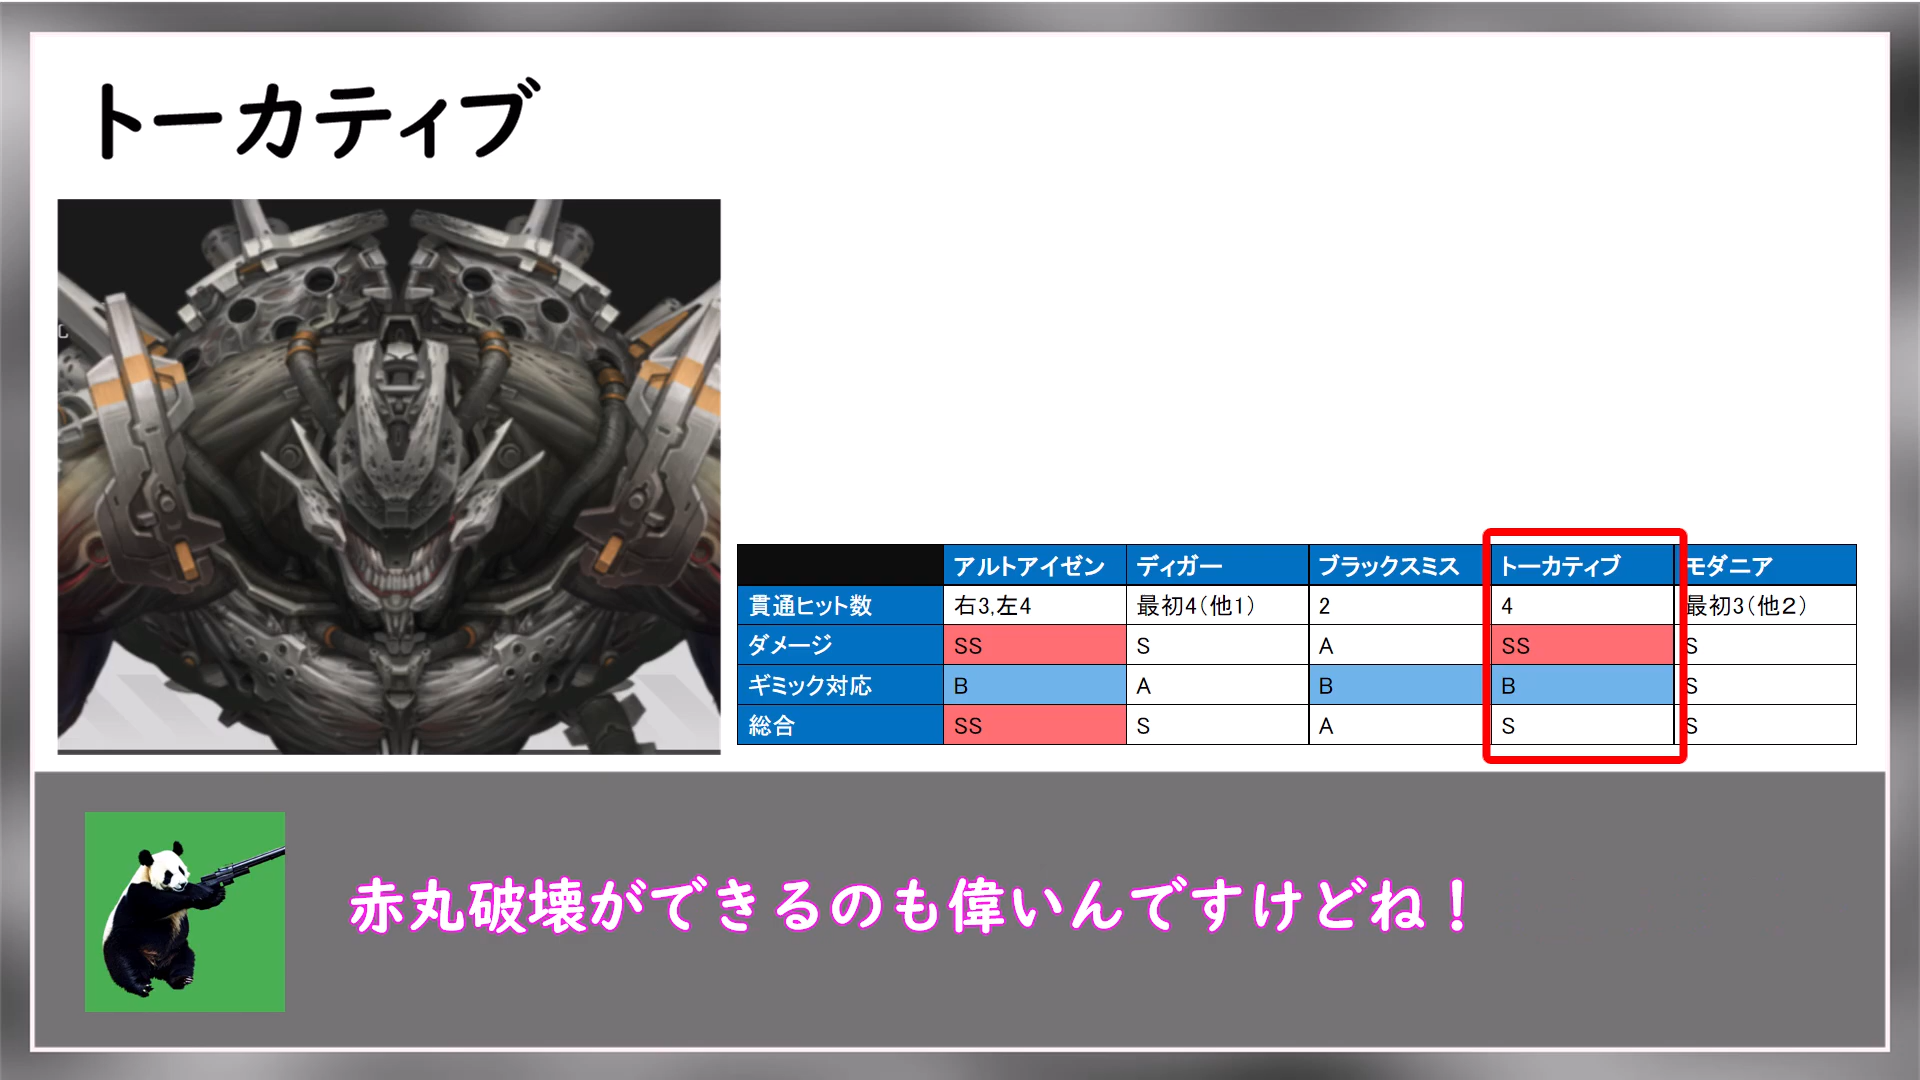 トーカティブ
C
アルトアイゼン ディガー ブラックスミス トーカティブ モダニア
貫通ヒット数 右3,左4 最初4（他1） 2 4 最初3（他２）
ダメージ SS S A SS S
ギミック対応 B A B B S
総合 SS S A S S
赤丸破壊ができるのも偉いんですけどね！